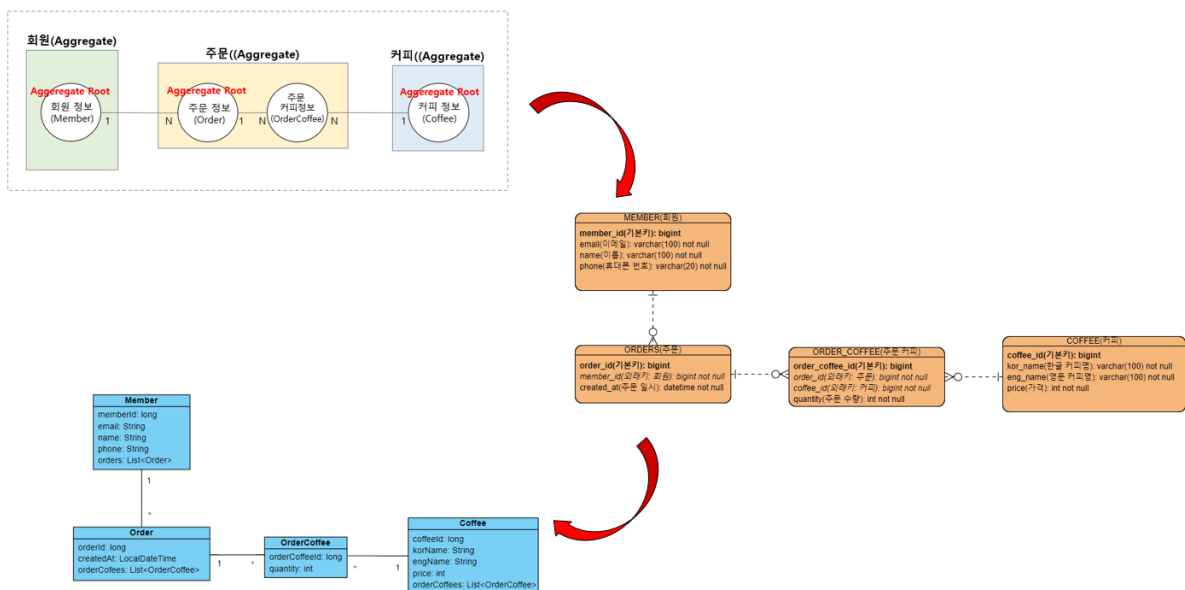 회원(Aggregate)
주문((Aggregate)
커피((Aggregate)
Aggeregate Root
회원 정보
(Member)
1
N
Aggeregate Root
주문 정보
(Order)
1
N
주문
커피정보
(OrderCoffee)
N
1
Aggeregate Root
커피 정보
(Coffee)
MEMBER(회원)
member_id(기본키): bigint
email(이메일): varchar(100) not null
name(이름): varchar(100) not null
phone(휴대폰 번호): varchar(20) not null
ORDERS(주문)
order_id(기본키): bigint
member_id(외래키: 회원): bigint not null
created_at(주문 일시): datetime not null
ORDER_COFFEE(주문 커피)
order_coffee_id(기본키): bigint
order_id(외래키: 주문): bigint not null
coffee_id(외래키: 커피): bigint not null
quantity(주문 수량): int not null
COFFEE(커피)
coffee_id(기본키): bigint
kor_name(한글 커피명): varchar(100) not null
eng_name(영문 커피명): varchar(100) not null
price(가격): int not null
Member
memberId: long
email: String
name: String
phone: String
orders: List<Order>
1
*
Order
orderId: long
createdAt: LocalDateTime
orderCofees: List<OrderCoffee>
1
*
OrderCoffee
orderCoffeeId: long
quantity: int
*
1
Coffee
coffeeId: long
korName: String
engName: String
price: int
orderCoffees: List<OrderCoffee>